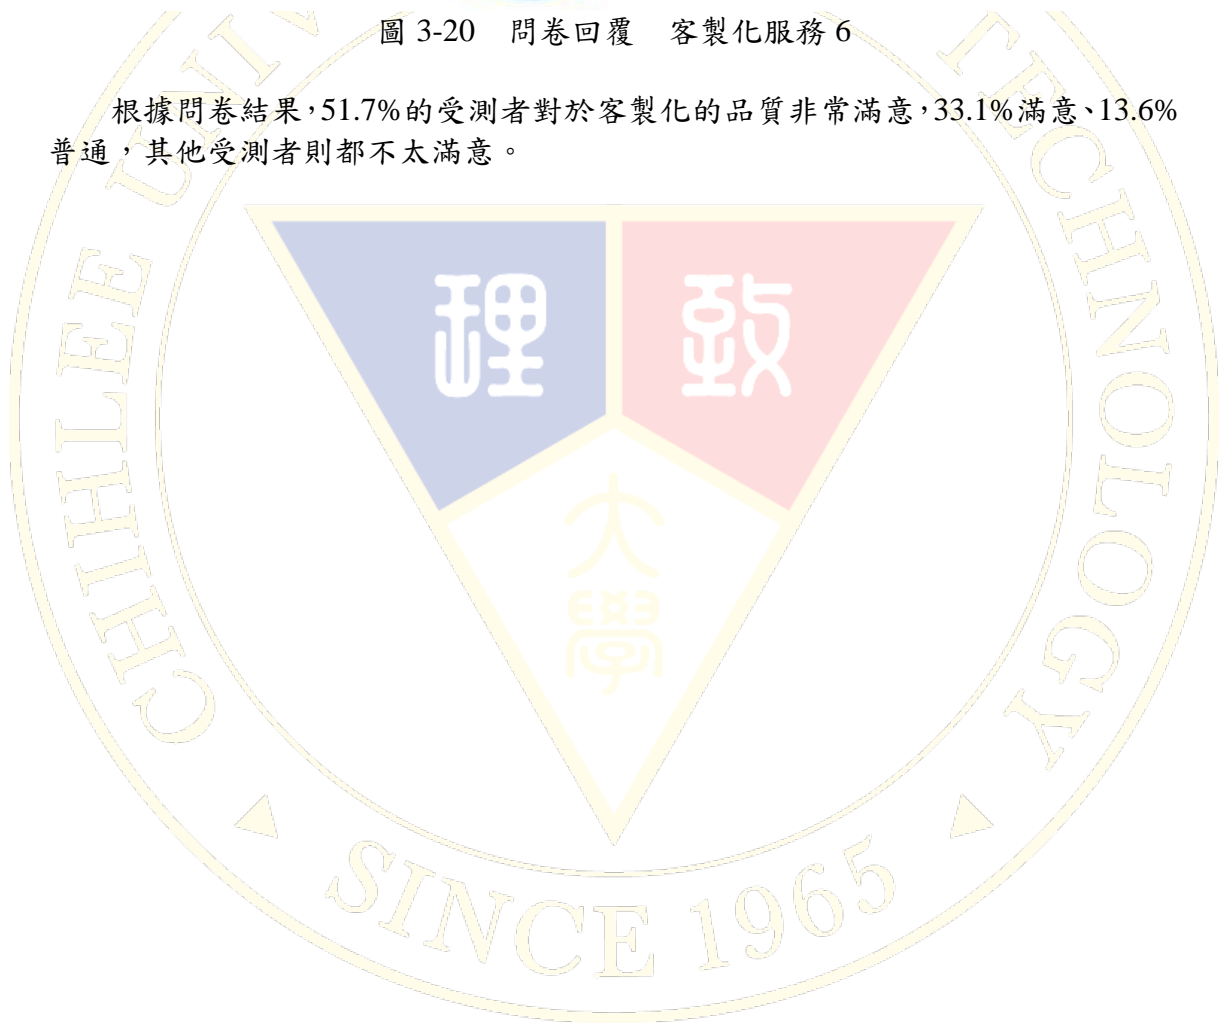 圖 3-20　問卷回覆　客製化服務 6
根據問卷結果，51.7%的受測者對於客製化的品質非常滿意，33.1%滿意、13.6%
普通，其他受測者則都不太滿意。
CHIHLEE UNI TECHNOLOGY
理 致
大
學
SINCE 1965